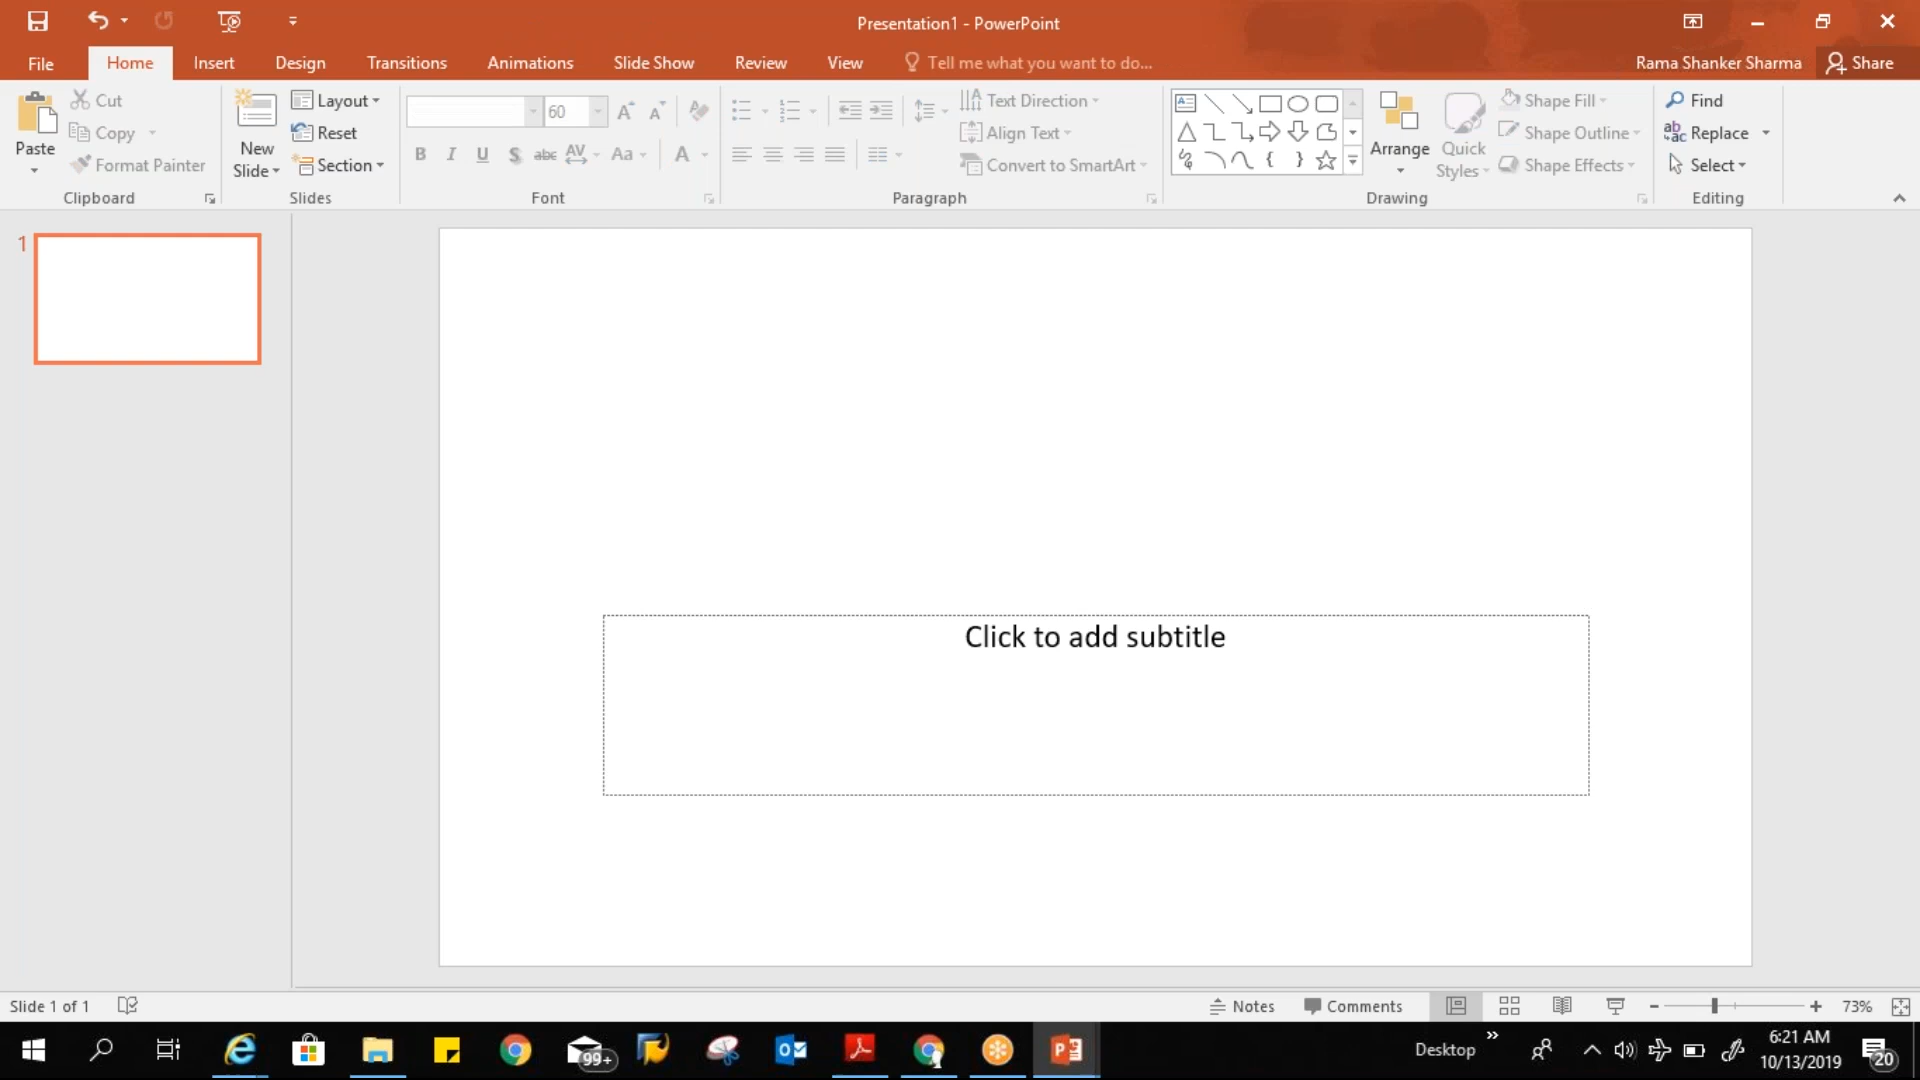 Presentation1 - PowerPoint
File Home Insert Design Transitions Animations Slide Show Review View Tell me what you want to do... Rama Shanker Sharma Share
Paste
Cut
Copy
Format Painter
Clipboard
New
Slide
Layout
Reset
Section
Slides
60
B I U S abc AV Aa A
Font
Text Direction
Align Text
Convert to SmartArt
Paragraph
Arrange
Quick
Styles
Shape Fill
Shape Outline
Shape Effects
Drawing
Find
Replace
Select
Editing
1
Click to add subtitle
Slide 1 of 1 Notes Comments 73%
99+
Desktop
6:21 AM
10/13/2019
20